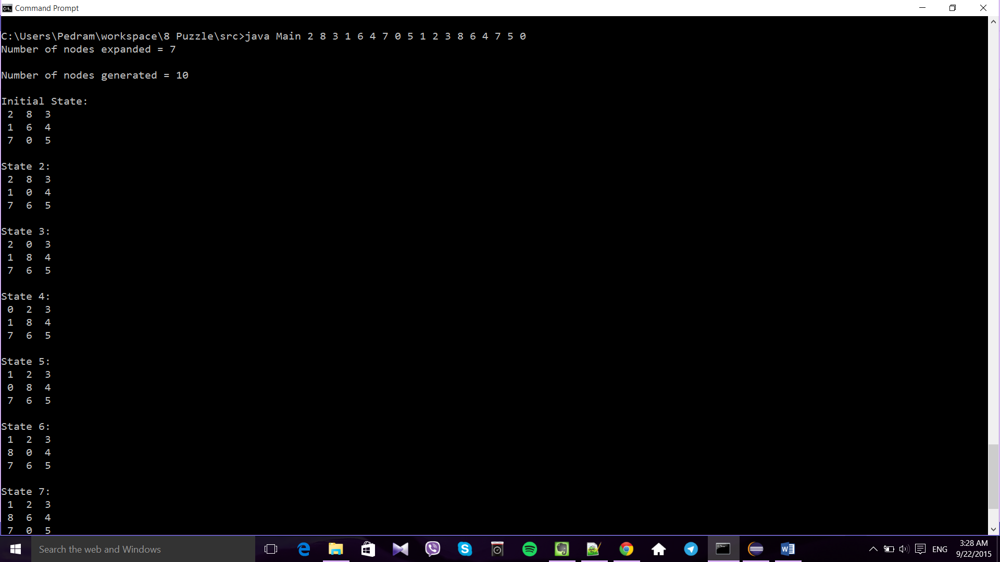 Command Prompt
C:\Users\Pedram\workspace\8 Puzzle\src>java Main 2 8 3 1 6 4 7 0 5 1 2 3 8 6 4 7 5 0
Number of nodes expanded = 7
Number of nodes generated = 10
Initial State:
2 8 3
1 6 4
7 0 5
State 2:
2 8 3
1 0 4
7 6 5
State 3:
2 0 3
1 8 4
7 6 5
State 4:
0 2 3
1 8 4
7 6 5
State 5:
1 2 3
0 8 4
7 6 5
State 6:
1 2 3
8 0 4
7 6 5
State 7:
1 2 3
8 6 4
7 0 5
Search the web and Windows
ENG
3:28 AM
9/22/2015